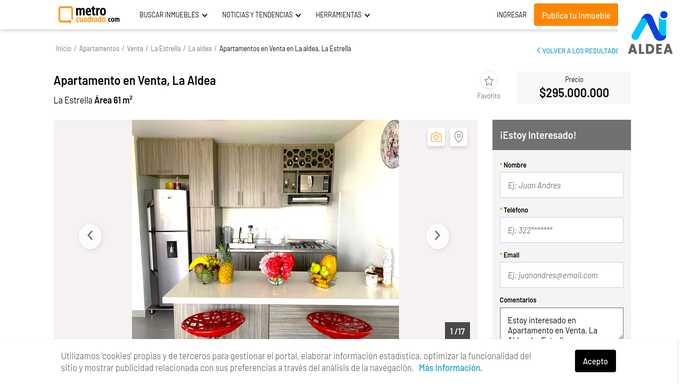 metro
cuadrado.com
BUSCAR INMUEBLES
NOTICIAS Y TENDENCIAS
HERRAMIENTAS
INGRESAR
Publica tu Inmueble
ALDEA
Inicio / Apartamentos / Venta / La Estrella / La aldea / Apartamentos en Venta en La aldea, La Estrella
VOLVER A LOS RESULTAD
Apartamento en Venta, La Aldea
La Estrella Área 61 m²
Favorito
Precio
$295.000.000
¡Estoy Interesado!
* Nombre
Ej: Juan Andres
* Teléfono
Ej: 322*******
* Email
Ej: juanandres@email.com
Comentarios
Estoy interesado en
Apartamento en Venta, La
1 / 17
Utilizamos 'cookies' propias y de terceros para gestionar el portal, elaborar información estadística, optimizar la funcionalidad del
sitio y mostrar publicidad relacionada con sus preferencias a través del análisis de la navegación. Más Información.
Acepto